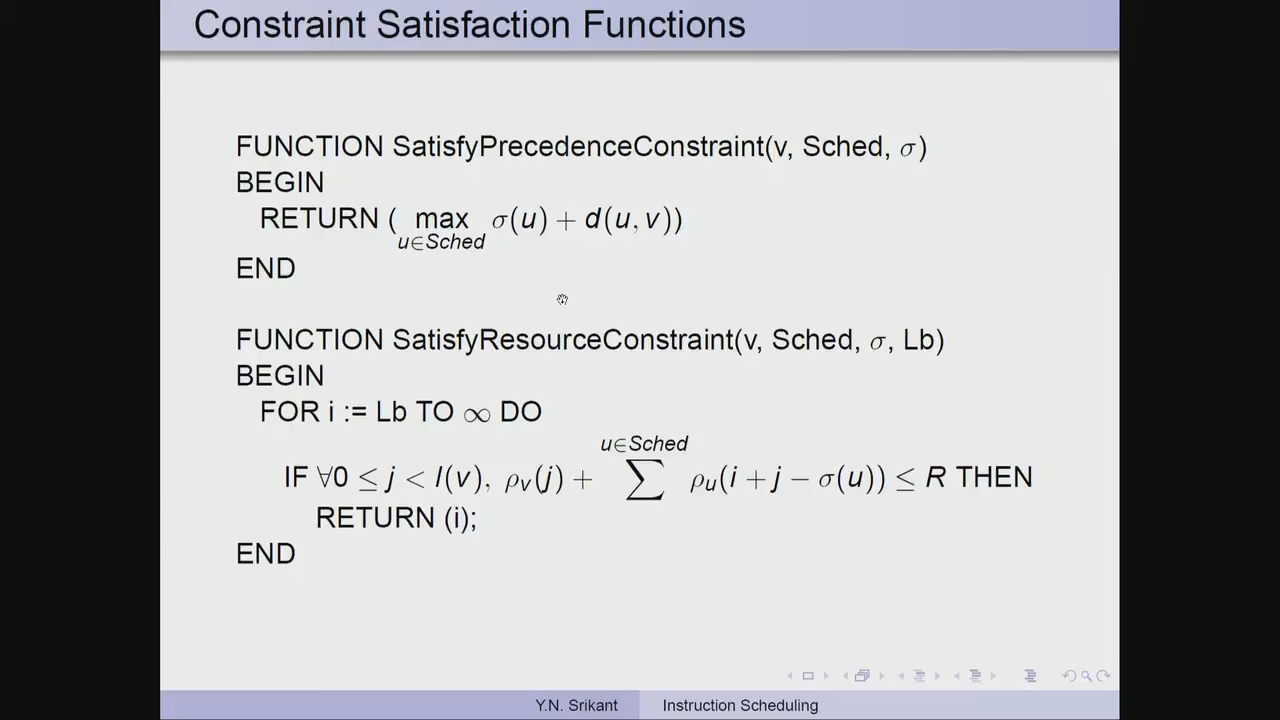 Constraint Satisfaction Functions
FUNCTION SatisfyPrecedenceConstraint(v, Sched, σ)
BEGIN
RETURN ( max σ(u) + d(u, v))
u∈Sched
END
FUNCTION SatisfyResourceConstraint(v, Sched, σ, Lb)
BEGIN
FOR i := Lb TO ∞ DO
u∈Sched
IF ∀0 ≤ j < l(v), ρv(j) + ∑ ρu(i + j − σ(u)) ≤ R THEN
RETURN (i);
END
Y.N. Srikant Instruction Scheduling